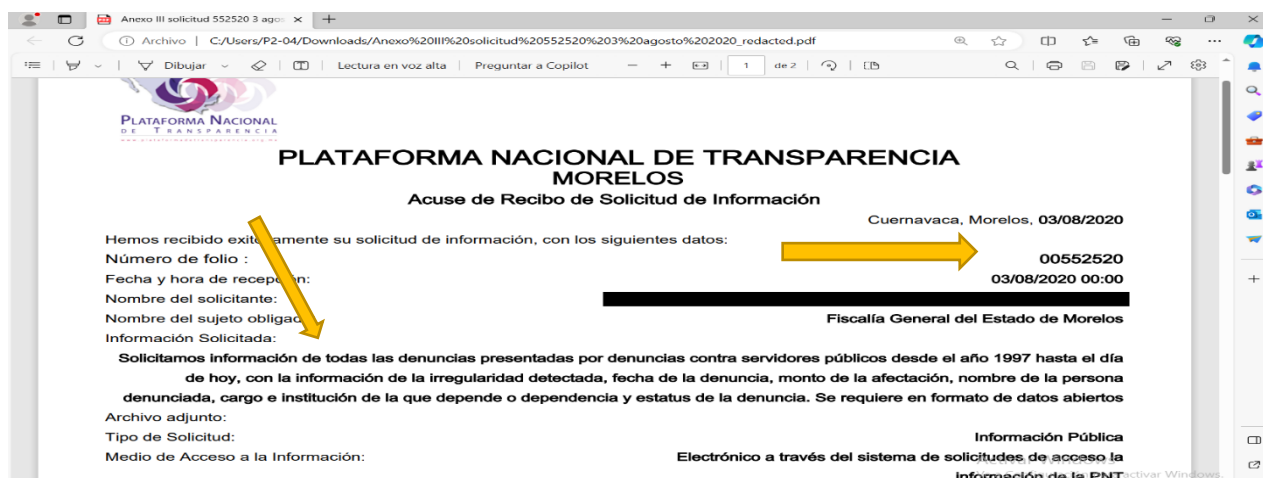 Anexo III solicitud 552520 3 agos
Archivo | C:/Users/P2-04/Downloads/Anexo%20III%20solicitud%20552520%203%20agosto%202020_redacted.pdf
Dibujar | Lectura en voz alta | Preguntar a Copilot 1 de 2
PLATAFORMA NACIONAL
DE TRANSPARENCIA
PLATAFORMA NACIONAL DE TRANSPARENCIA
MORELOS
Acuse de Recibo de Solicitud de Información
Cuernavaca, Morelos, 03/08/2020
Hemos recibido exitosamente su solicitud de información, con los siguientes datos:
Número de folio : 00552520
Fecha y hora de recepción: 03/08/2020 00:00
Nombre del solicitante:
Nombre del sujeto obligado Fiscalía General del Estado de Morelos
Información Solicitada:
Solicitamos información de todas las denuncias presentadas por denuncias contra servidores públicos desde el año 1997 hasta el día
de hoy, con la información de la irregularidad detectada, fecha de la denuncia, monto de la afectación, nombre de la persona
denunciada, cargo e institución de la que depende o dependencia y estatus de la denuncia. Se requiere en formato de datos abiertos
Archivo adjunto:
Tipo de Solicitud: Información Pública
Medio de Acceso a la Información: Electrónico a través del sistema de solicitudes de acceso la
información de la PNT